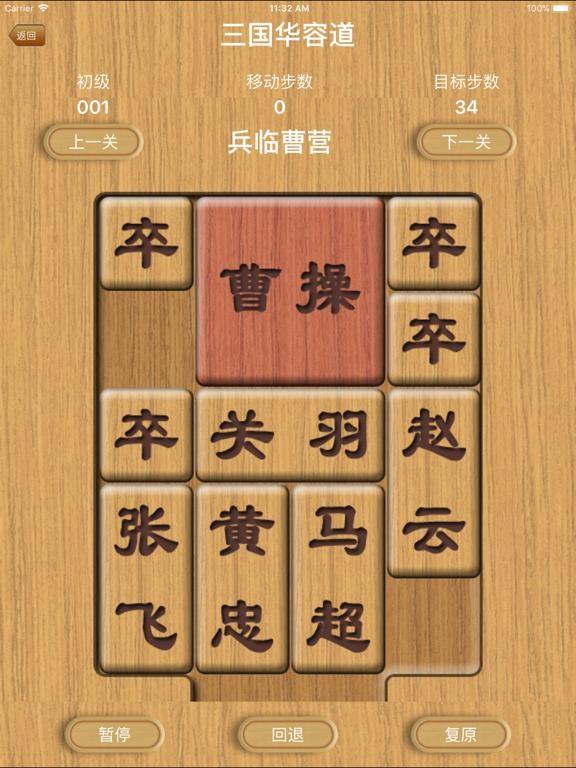 Carrier 11:32 AM 100%
返回
三国华容道
初级 移动步数 目标步数
001 0 34
上一关 兵临曹营 下一关
卒 曹操 卒
卒
卒 关羽 赵云
张飞 黄忠 马超
暂停 回退 复原